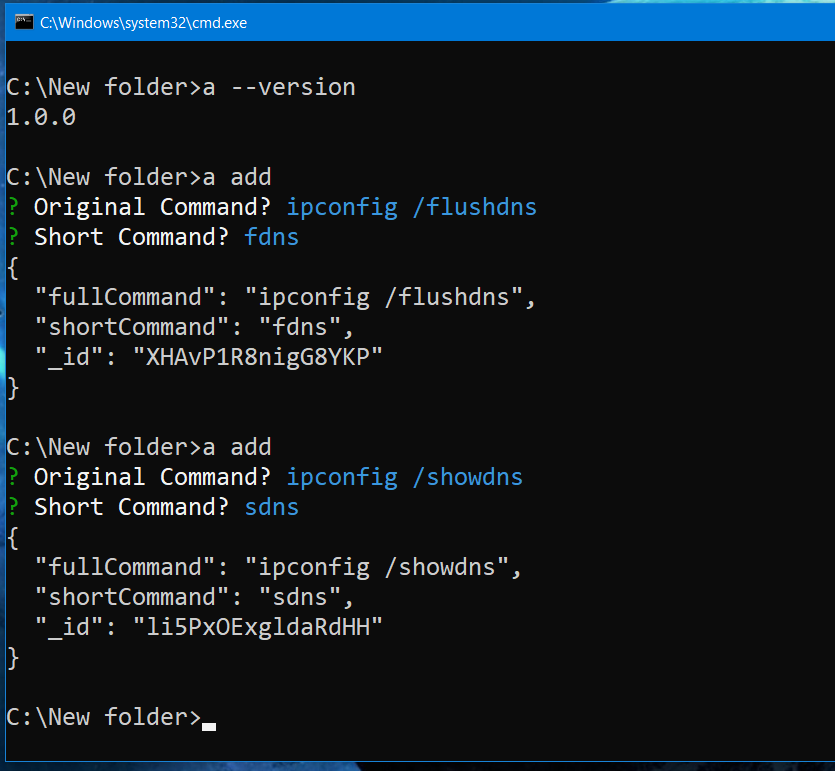 C:\Windows\system32\cmd.exe
C:\New folder>a --version
1.0.0
C:\New folder>a add
? Original Command? ipconfig /flushdns
? Short Command? fdns
{
  "fullCommand": "ipconfig /flushdns",
  "shortCommand": "fdns",
  "_id": "XHAvP1R8nigG8YKP"
}
C:\New folder>a add
? Original Command? ipconfig /showdns
? Short Command? sdns
{
  "fullCommand": "ipconfig /showdns",
  "shortCommand": "sdns",
  "_id": "li5PxOExgldaRdHH"
}
C:\New folder>